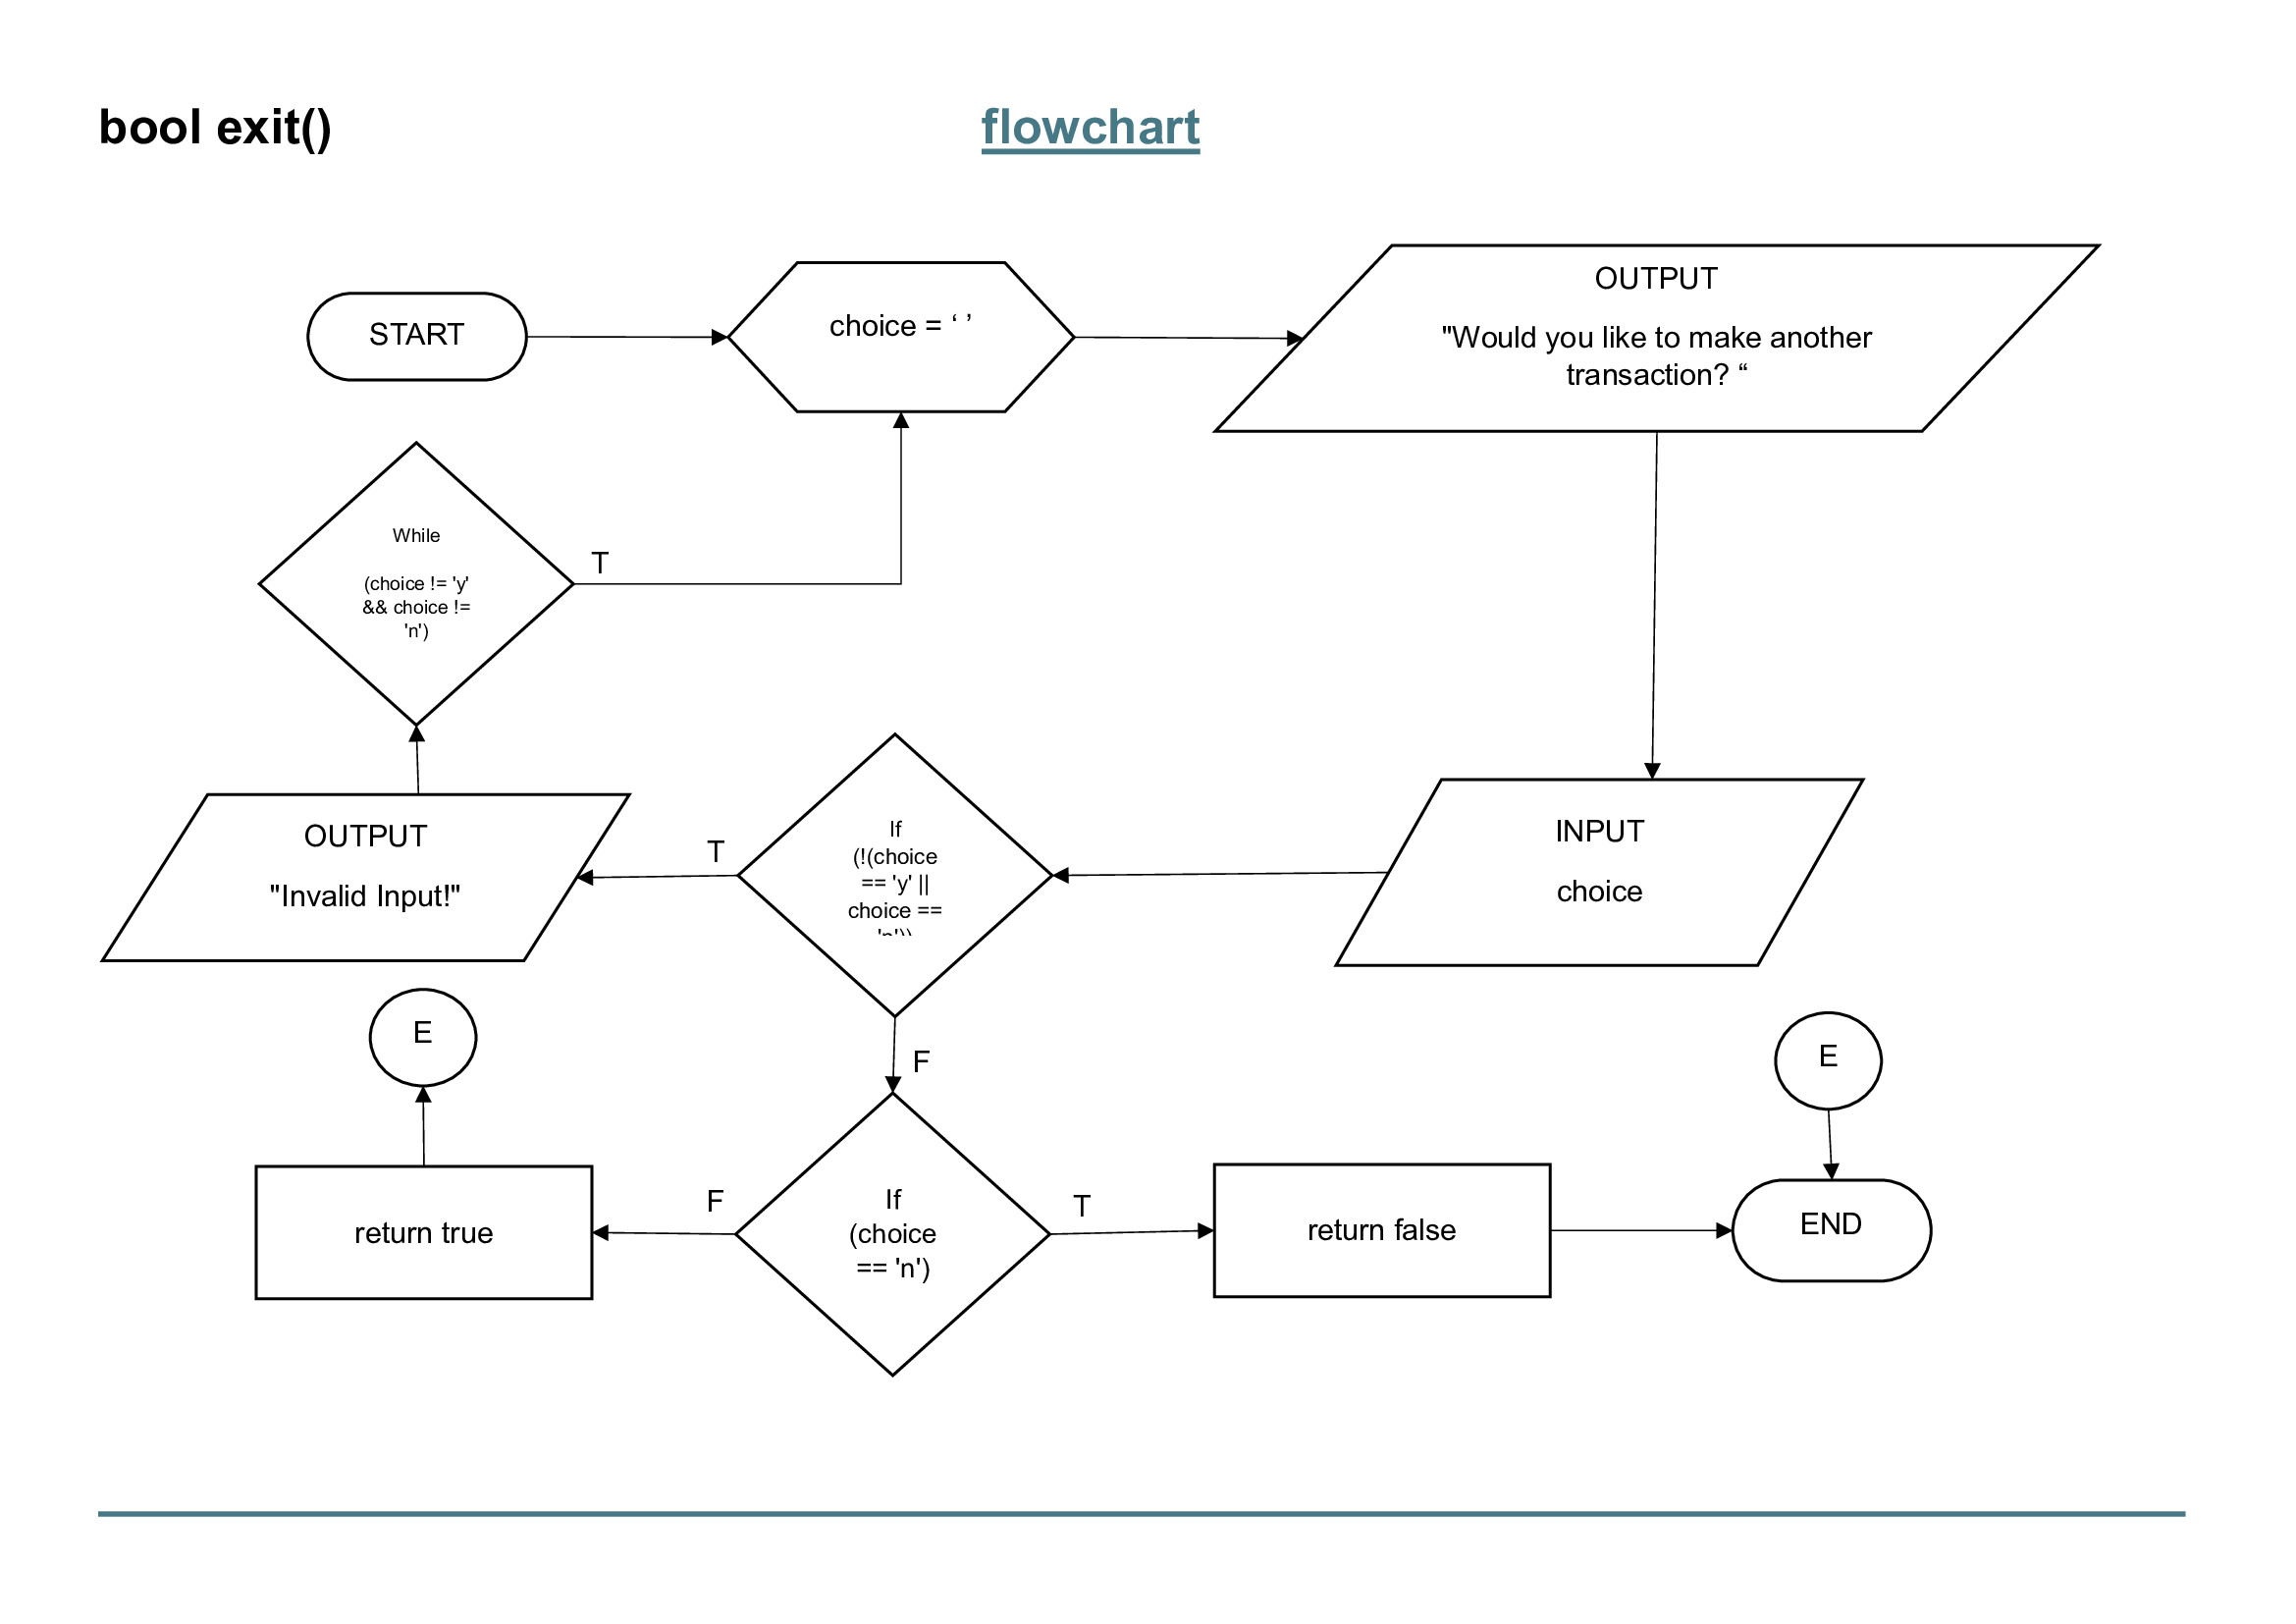 bool exit()
flowchart
START
choice = ‘ ’
OUTPUT
"Would you like to make another
transaction? “
While
(choice != 'y'
&& choice !=
'n')
T
OUTPUT
"Invalid Input!"
T
If
(!(choice
== 'y' ||
choice ==
'n'))
INPUT
choice
E
F
E
return true
F
If
(choice
== 'n')
T
return false
END